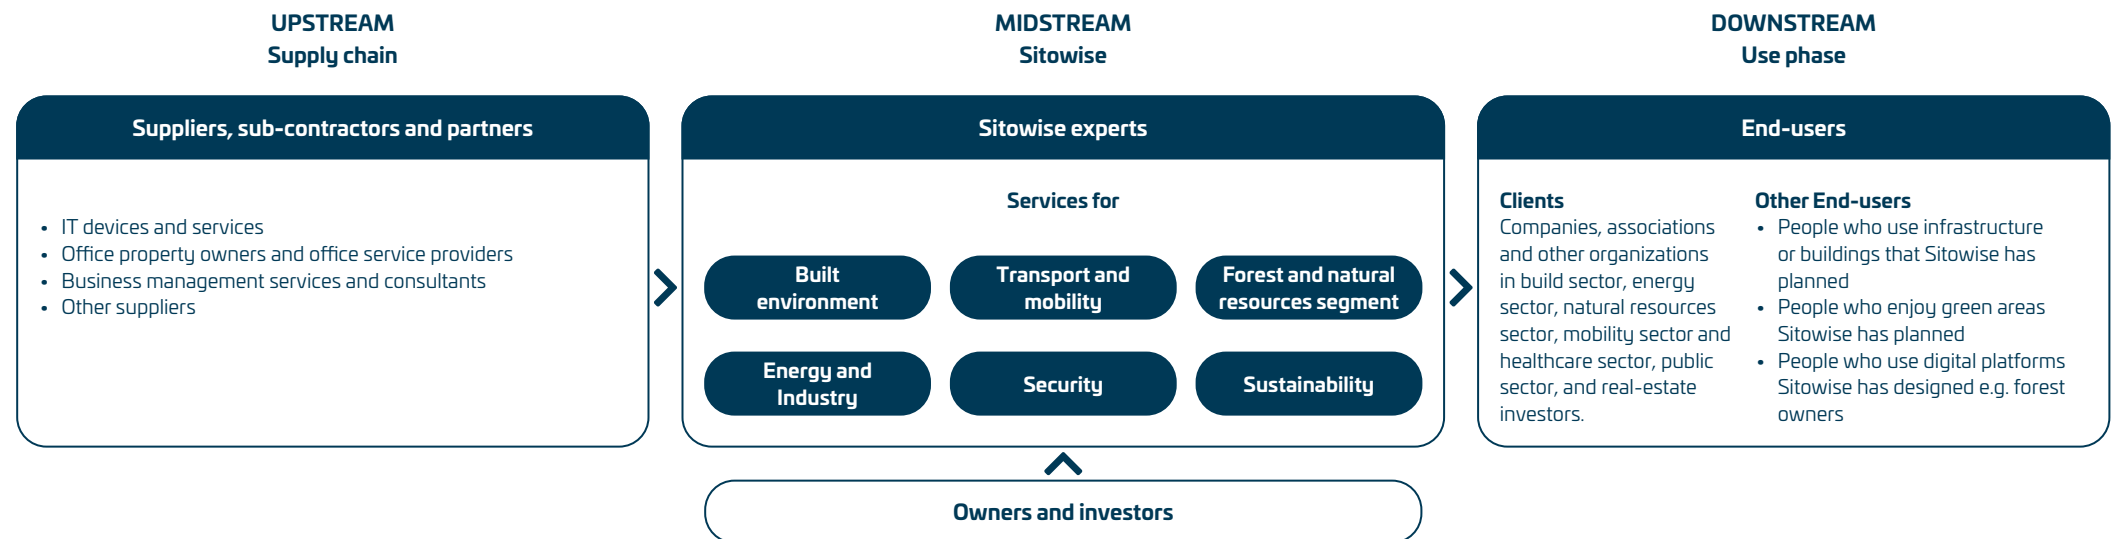 UPSTREAM
Supply chain
Suppliers, sub-contractors and partners
• IT devices and services
• Office property owners and office service providers
• Business management services and consultants
• Other suppliers
MIDSTREAM
Sitowise
Sitowise experts
Services for
Built
environment
Transport and
mobility
Forest and natural
resources segment
Energy and
Industry
Security
Sustainability
Owners and investors
DOWNSTREAM
Use phase
End-users
Clients
Companies, associations
and other organizations
in build sector, energy
sector, natural resources
sector, mobility sector and
healthcare sector, public
sector, and real-estate
investors.
Other End-users
• People who use infrastructure
or buildings that Sitowise has
planned
• People who enjoy green areas
Sitowise has planned
• People who use digital platforms
Sitowise has designed e.g. forest
owners